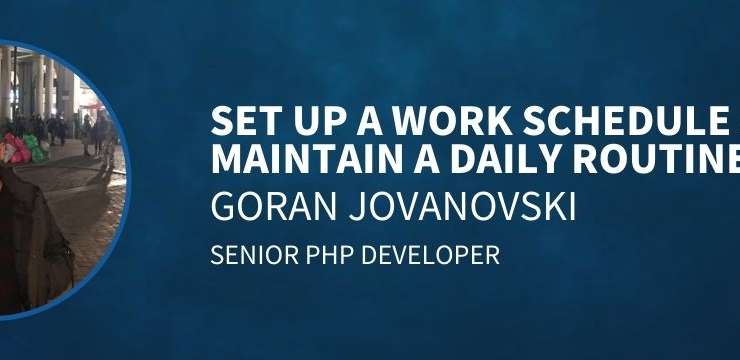 SET UP A WORK SCHEDULE
MAINTAIN A DAILY ROUTINE
GORAN JOVANOVSKI
SENIOR PHP DEVELOPER